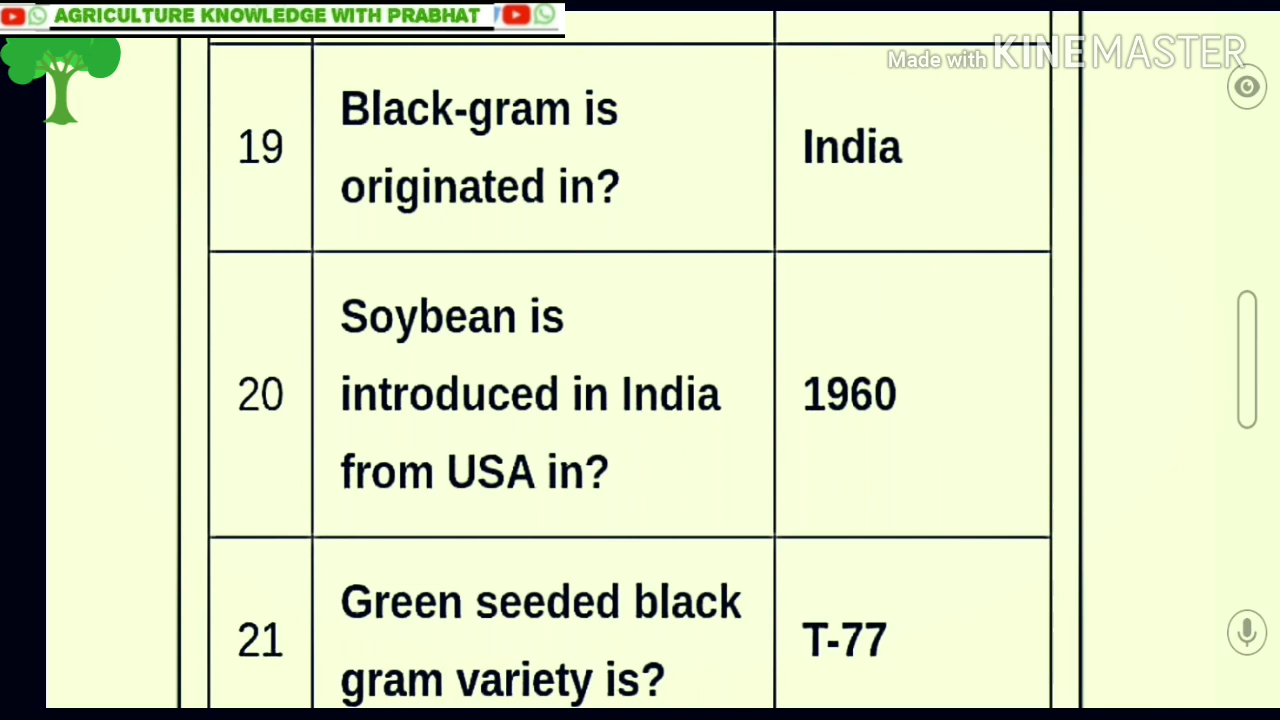 AGRICULTURE KNOWLEDGE WITH PRABHAT
Made with KINEMASTER
19 Black-gram is originated in? India
20 Soybean is introduced in India from USA in? 1960
21 Green seeded black gram variety is? T-77